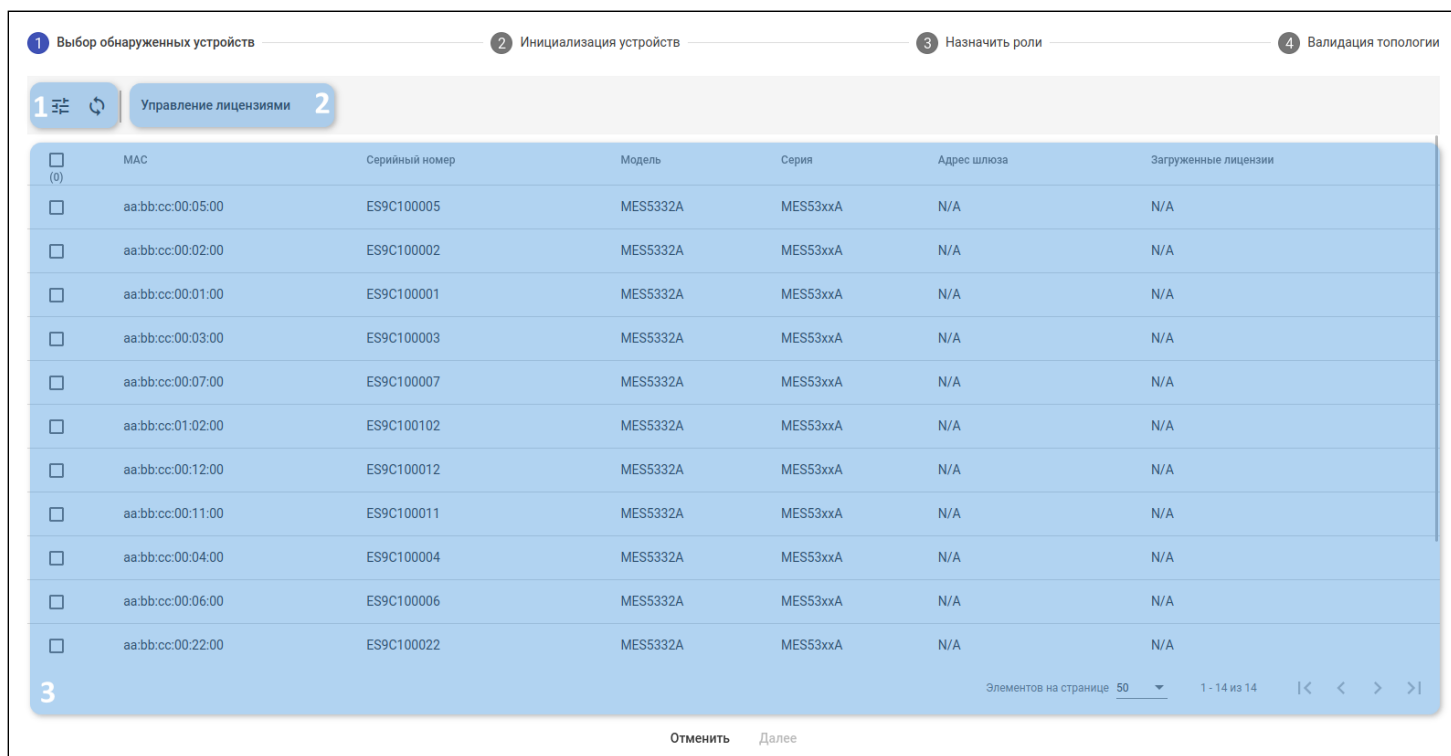 1 Выбор обнаруженных устройств 2 Инициализация устройств 3 Назначить роли 4 Валидация топологии
1 Управление лицензиями 2
MAC Серийный номер Модель Серия Адрес шлюза Загруженные лицензии
(0)
aa:bb:cc:00:05:00 ES9C100005 MES5332A MES53xxA N/A N/A
aa:bb:cc:00:02:00 ES9C100002 MES5332A MES53xxA N/A N/A
aa:bb:cc:00:01:00 ES9C100001 MES5332A MES53xxA N/A N/A
aa:bb:cc:00:03:00 ES9C100003 MES5332A MES53xxA N/A N/A
aa:bb:cc:00:07:00 ES9C100007 MES5332A MES53xxA N/A N/A
aa:bb:cc:01:02:00 ES9C100102 MES5332A MES53xxA N/A N/A
aa:bb:cc:00:12:00 ES9C100012 MES5332A MES53xxA N/A N/A
aa:bb:cc:00:11:00 ES9C100011 MES5332A MES53xxA N/A N/A
aa:bb:cc:00:04:00 ES9C100004 MES5332A MES53xxA N/A N/A
aa:bb:cc:00:06:00 ES9C100006 MES5332A MES53xxA N/A N/A
aa:bb:cc:00:22:00 ES9C100022 MES5332A MES53xxA N/A N/A
3 Элементов на странице 50 1 - 14 из 14
Отменить Далее